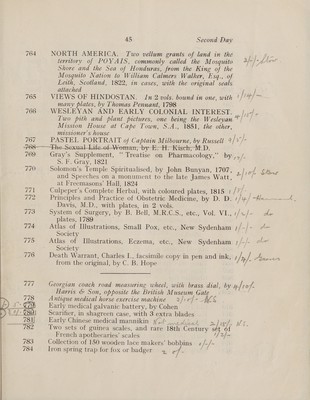 45 Second Day
764 NORTH AMERICA. Two vellum grants of land in the
territory of POYAIS, commonly called the Mosquito
Shore and the Sea of Honduras, from the King of the
Mosquito Nation to William Calmers Walker, Esq., of
Leith, Scotland, 1822, in cases, with the original seals
attached
765 VIEWS OF HINDOSTAN. In 2 vols. bound in one, with
many plates, by Thomas Pennant, 1798
766 WESLEYAN AND EARLY COLONIAL INTEREST.
Two pith and plant pictures, one being the Wesleyan
Mission House at Cape Town, S.A., 1851, the other,
missioner's house
767 PASTEL PORTRAIT of Captain Milbourne, by Russell
768 The Sexual Life of Woman, by E. H. Kisch, M.D.
769 Gray's Supplement, "Treatise on Pharmacology," by
S. F. Gray, 1821
770 Solomon's Temple Spiritualised, by John Bunyan, 1707,
and Speeches on a monument to the late James Watt,
at Freemasons' Hall, 1824
771 Culpeper's Complete Herbal, with coloured plates, 1815
772 Principles and Practice of Obstetric Medicine, by D. D.
Davis, M.D., with plates, in 2 vols.
773 System of Surgery, by B. Bell, M.R.C.S., etc., Vol. VI.,
plates, 1789
774 Atlas of Illustrations, Small Pox, etc., New Sydenham
Society
775 Atlas of Illustrations, Eczema, etc., New Sydenham
Society
776 Death Warrant, Charles I., facsimile copy in pen and ink,
from the original, by C. B. Hope
777 Georgian coach road measuring wheel, with brass dial, by
Harris & Son, opposite the British Museum Gate
778 Antique medical horse exercise machine
779 Early medical galvanic battery, by Cohen
780 Scarifier, in shagreen case, with 3 extra blades
781 Early Chinese medical mannikin
782 Two sets of guinea scales, and rare 18th Century set of
French apothecaries' scales
783 Collection of 150 wooden lace makers' bobbins
784 Iron spring trap for fox or badger